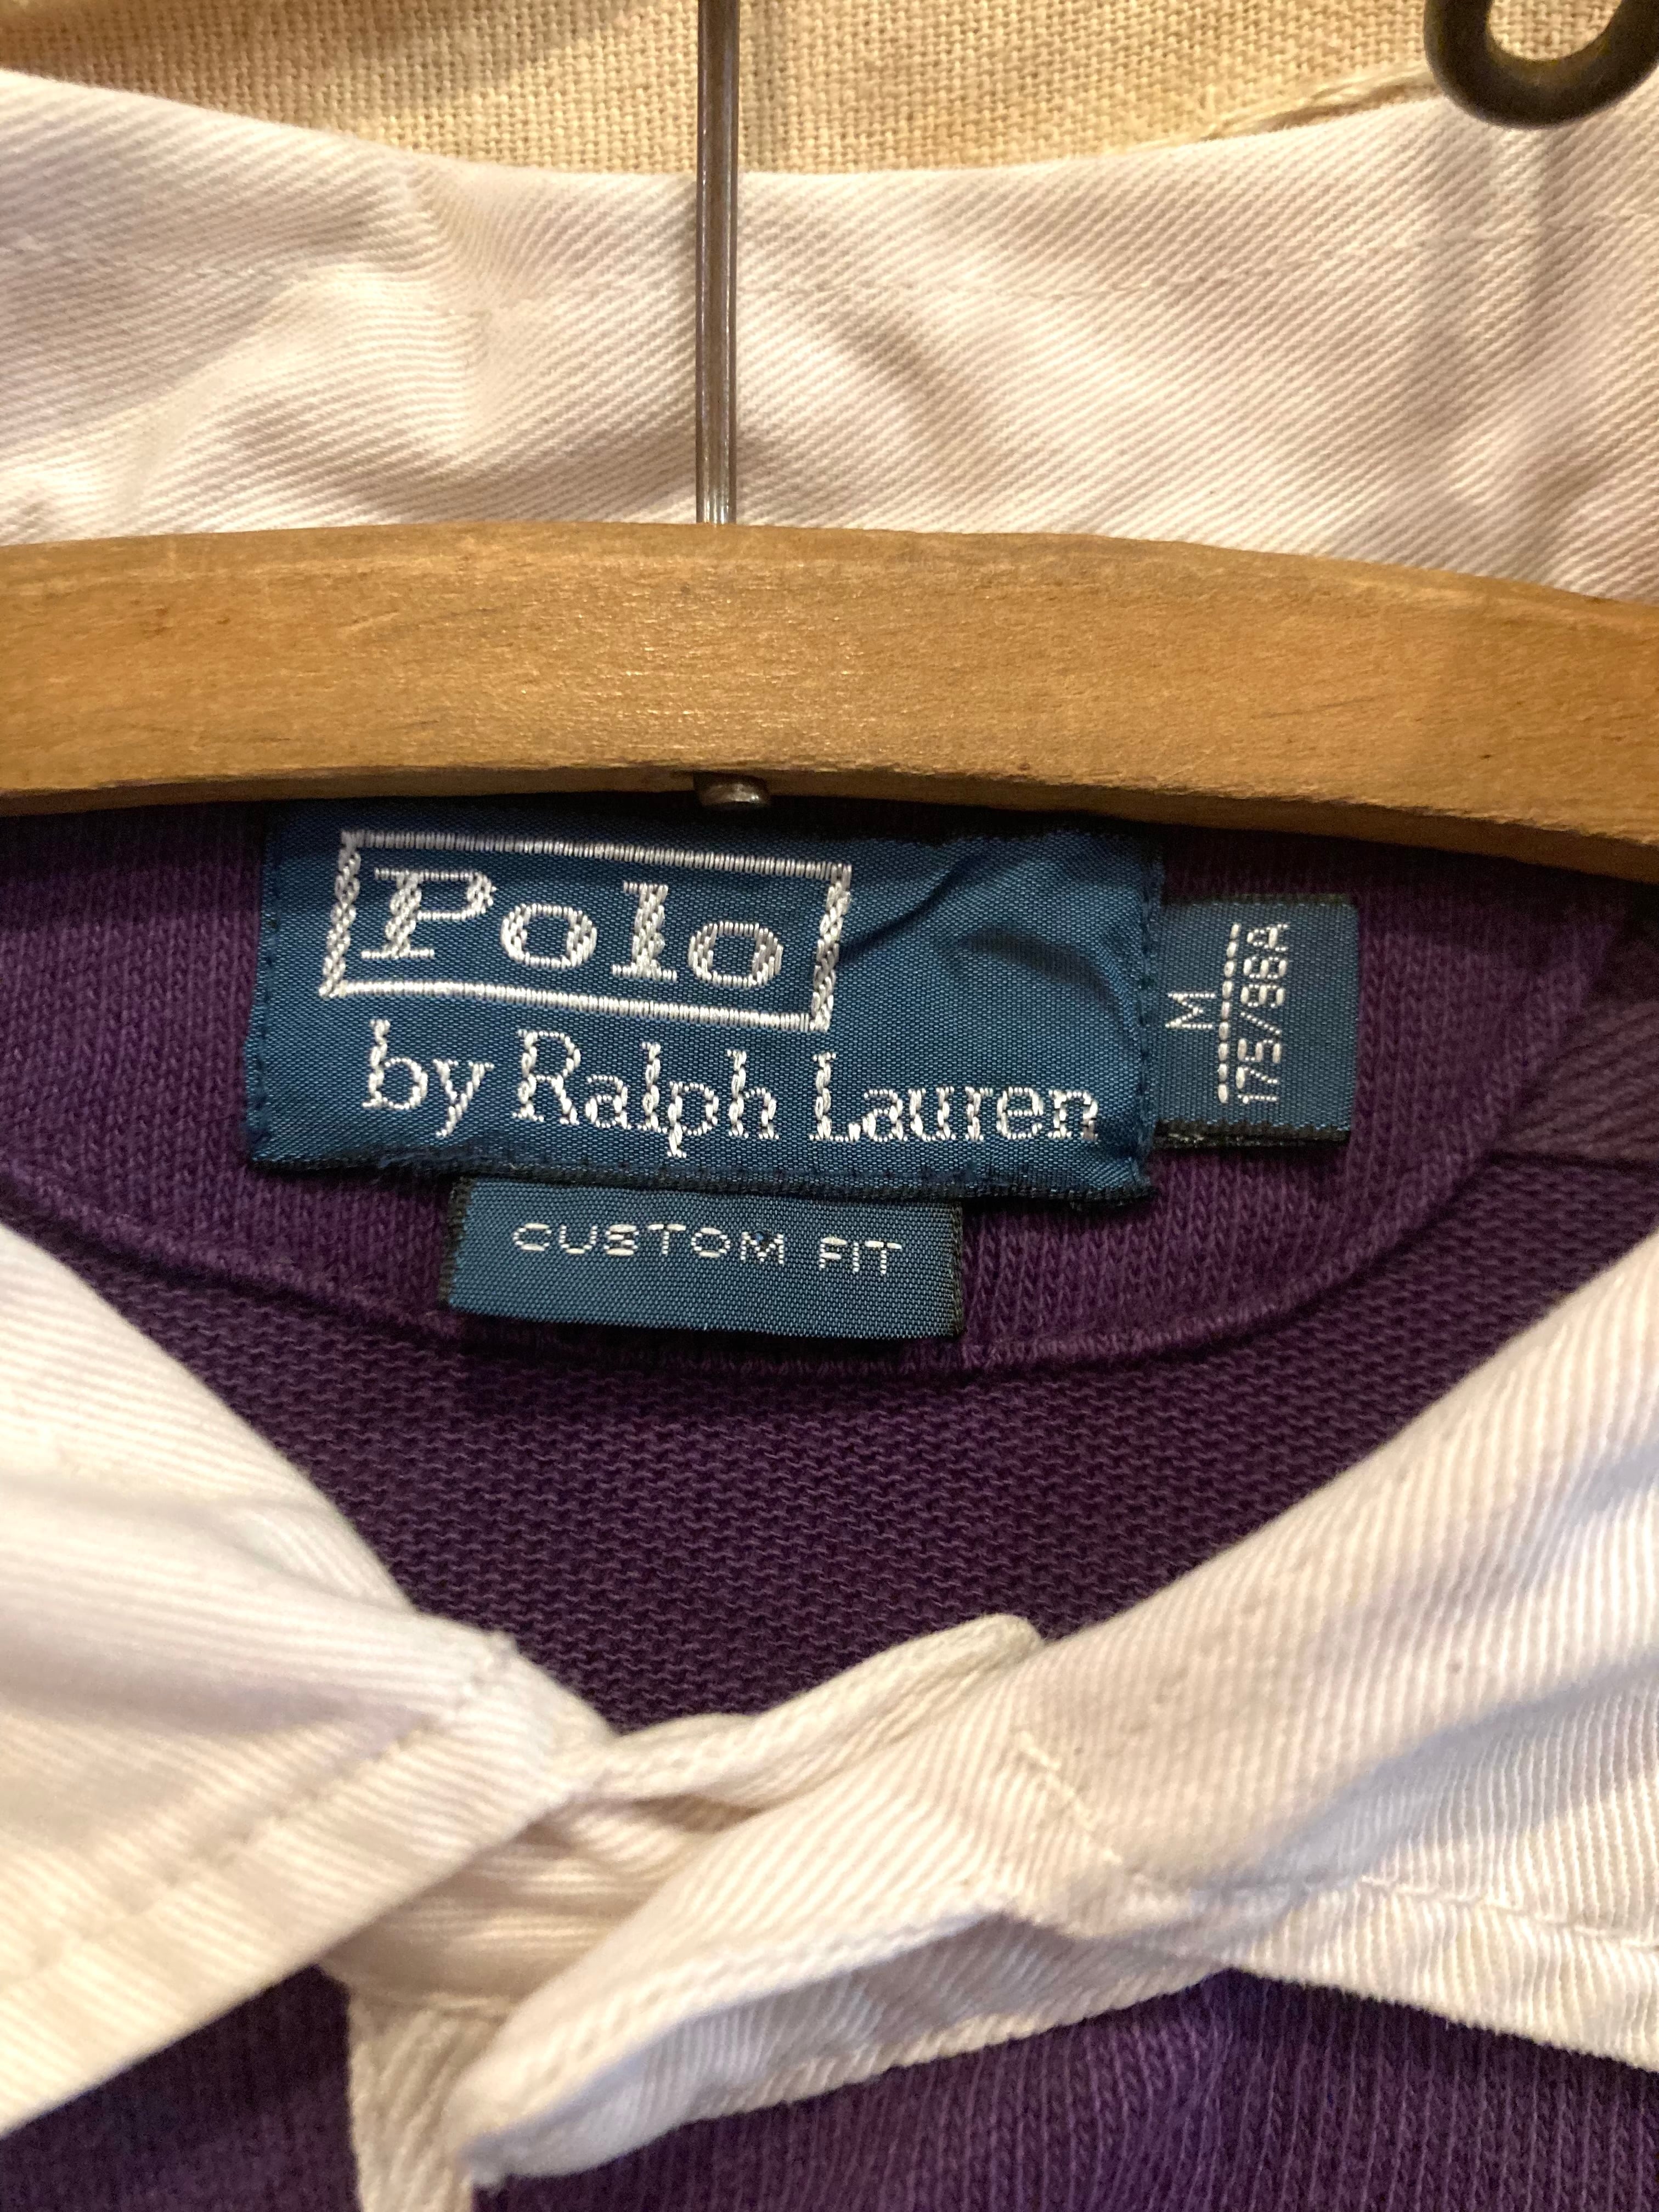 Polo
by Ralph Lauren
M
175/96A
CUSTOM FIT